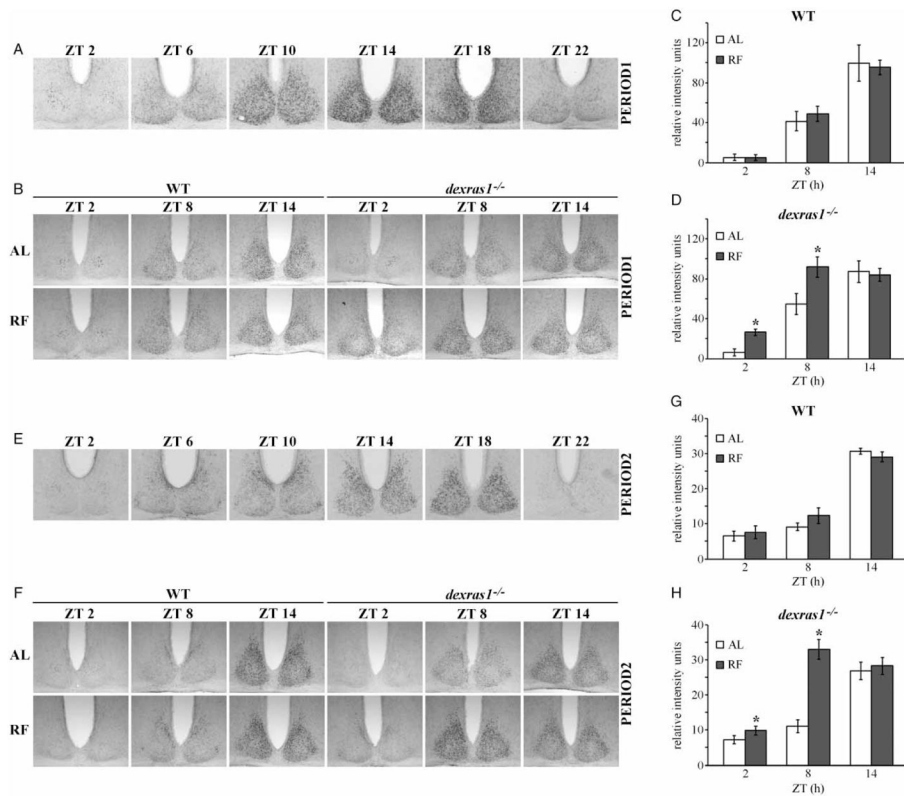 A
ZT 2 ZT 6 ZT 10 ZT 14 ZT 18 ZT 22
PERIOD1
B
WT dexras1-/-
ZT 2 ZT 8 ZT 14 ZT 2 ZT 8 ZT 14
AL
RF
PERIOD1
E
ZT 2 ZT 6 ZT 10 ZT 14 ZT 18 ZT 22
PERIOD2
F
WT dexras1-/-
ZT 2 ZT 8 ZT 14 ZT 2 ZT 8 ZT 14
AL
RF
PERIOD2
C
WT
relative intensity units
120
80
40
0
AL
RF
2 8 14
ZT (h)
D
dexras1-/-
relative intensity units
120
80
40
0
AL
RF
* *
2 8 14
ZT (h)
G
WT
relative intensity units
40
30
20
10
0
AL
RF
2 8 14
ZT (h)
H
dexras1-/-
relative intensity units
40
30
20
10
0
AL
RF
* *
2 8 14
ZT (h)